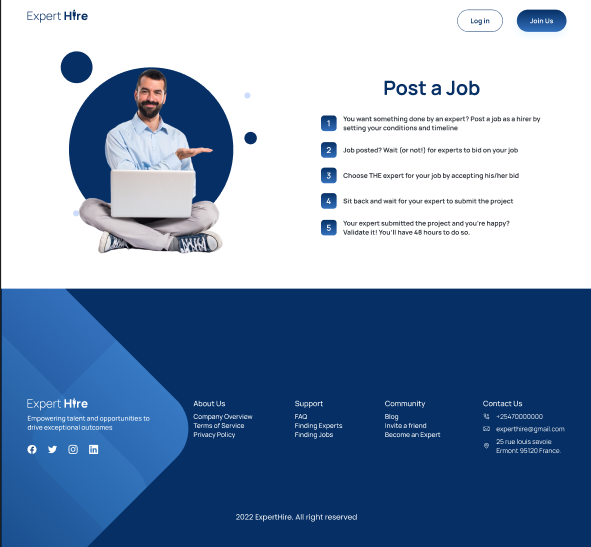 Expert Hire
Log in
Join Us
Post a Job
1
You want something done by an expert? Post a job as a hirer by
setting your conditions and timeline
2
Job posted? Wait (or not!) for experts to bid on your job
3
Choose THE expert for your job by accepting his/her bid
4
Sit back and wait for your expert to submit the project
5
Your expert submitted the project and you're happy?
Validate it! You'll have 48 hours to do so.
Expert Hire
Empowering talent and opportunities to
drive exceptional outcomes
About Us
Company Overview
Terms of Service
Privacy Policy
Support
FAQ
Finding Experts
Finding Jobs
Community
Blog
Invite a friend
Become an Expert
Contact Us
+25470000000
experthire@gmail.com
25 rue louis savoie
Ermont 95120 France.
2022 ExpertHire. All right reserved